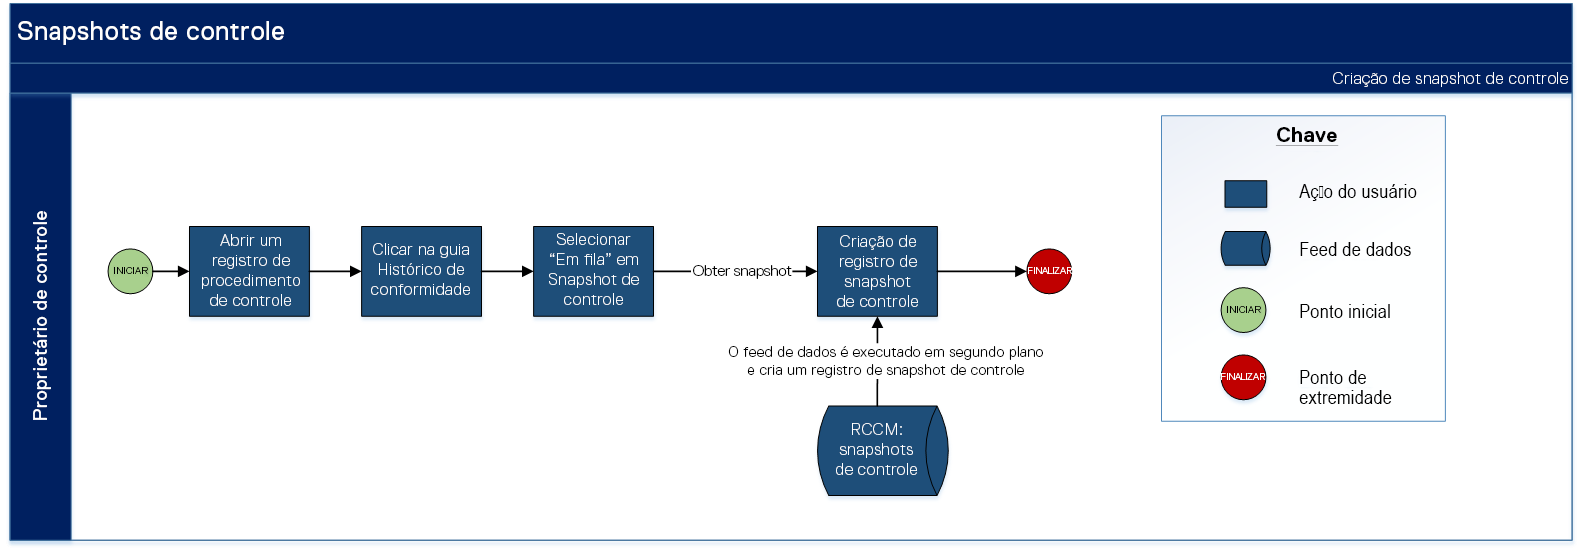 Snapshots de controle
Criação de snapshot de controle
Proprietário de controle
INICIAR
Abrir um
registro de
procedimento
de controle
Clicar na guia
Histórico de
conformidade
Selecionar
“Em fila” em
Snapshot de
controle
Obter snapshot
Criação de
registro de
snapshot
de controle
FINALIZAR
O feed de dados é executado em segundo plano
e cria um registro de snapshot de controle
RCCM:
snapshots
de controle
Chave
Aç▯o do usuário
Feed de dados
INICIAR
Ponto inicial
FINALIZAR
Ponto de
extremidade